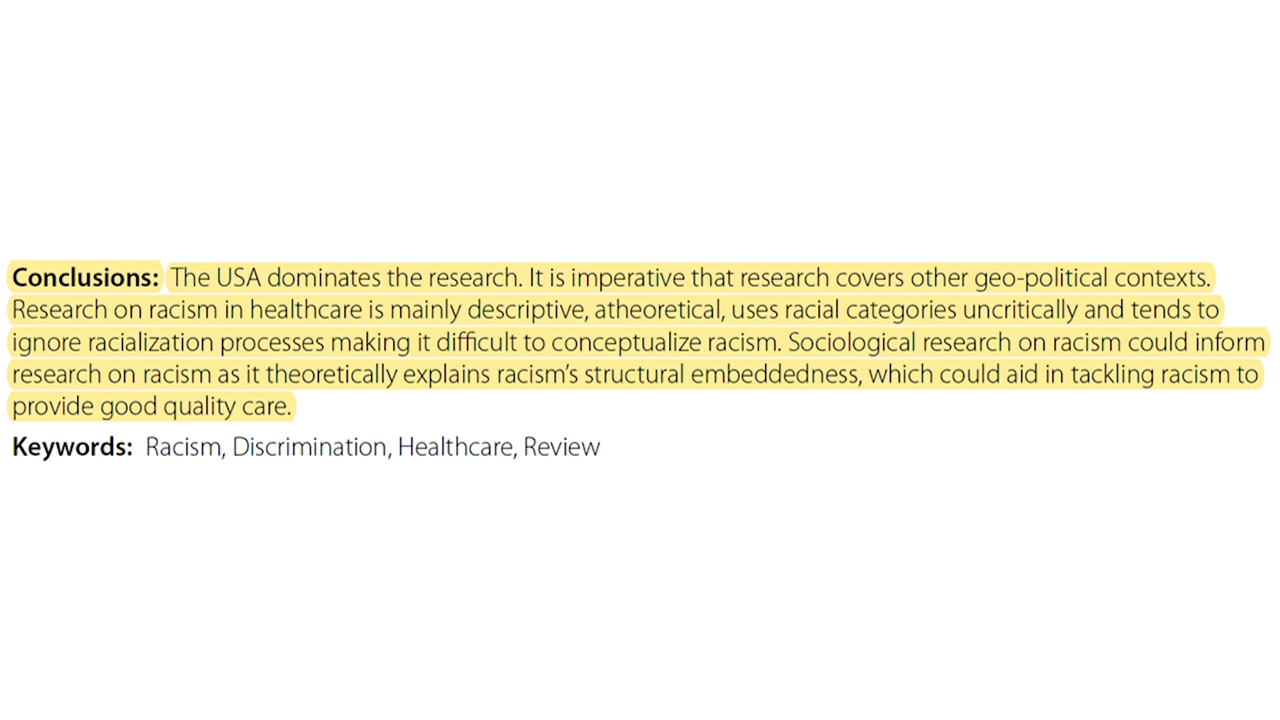 Conclusions: The USA dominates the research. It is imperative that research covers other geo-political contexts.
Research on racism in healthcare is mainly descriptive, atheoretical, uses racial categories uncritically and tends to
ignore racialization processes making it difficult to conceptualize racism. Sociological research on racism could inform
research on racism as it theoretically explains racism’s structural embeddedness, which could aid in tackling racism to
provide good quality care.
Keywords: Racism, Discrimination, Healthcare, Review